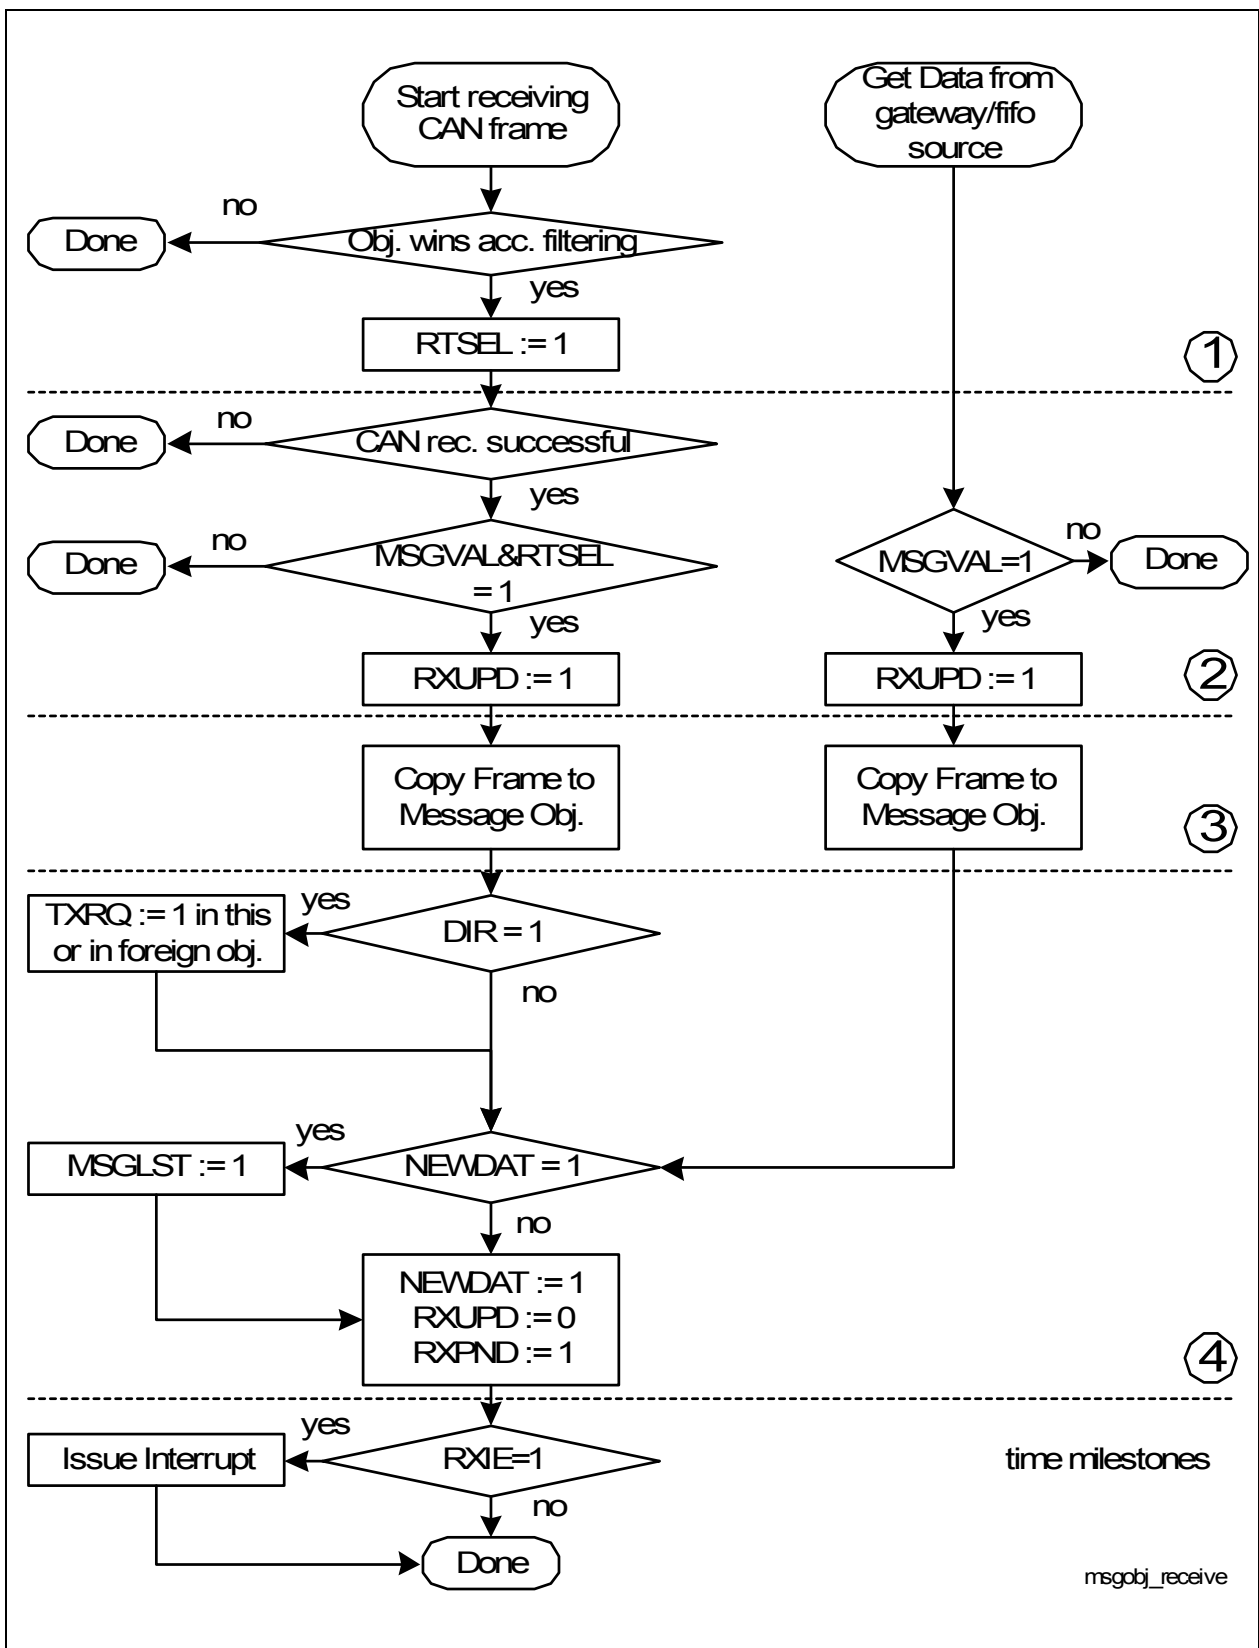 Start receiving
CAN frame
Get Data from
gateway/fifo
source
no
Done
Obj. wins acc. filtering
yes
RTSEL := 1
1
no
Done
CAN rec. successful
yes
no
Done
MSGVAL&RTSEL
= 1
yes
MSGVAL=1
no
Done
yes
RXUPD := 1
RXUPD := 1
2
Copy Frame to
Message Obj.
Copy Frame to
Message Obj.
3
TXRQ := 1 in this
or in foreign obj.
yes
DIR = 1
no
MSGLST := 1
yes
NEWDAT = 1
no
NEWDAT := 1
RXUPD := 0
RXPND := 1
4
Issue Interrupt
yes
RXIE=1
time milestones
no
Done
msgobj_receive